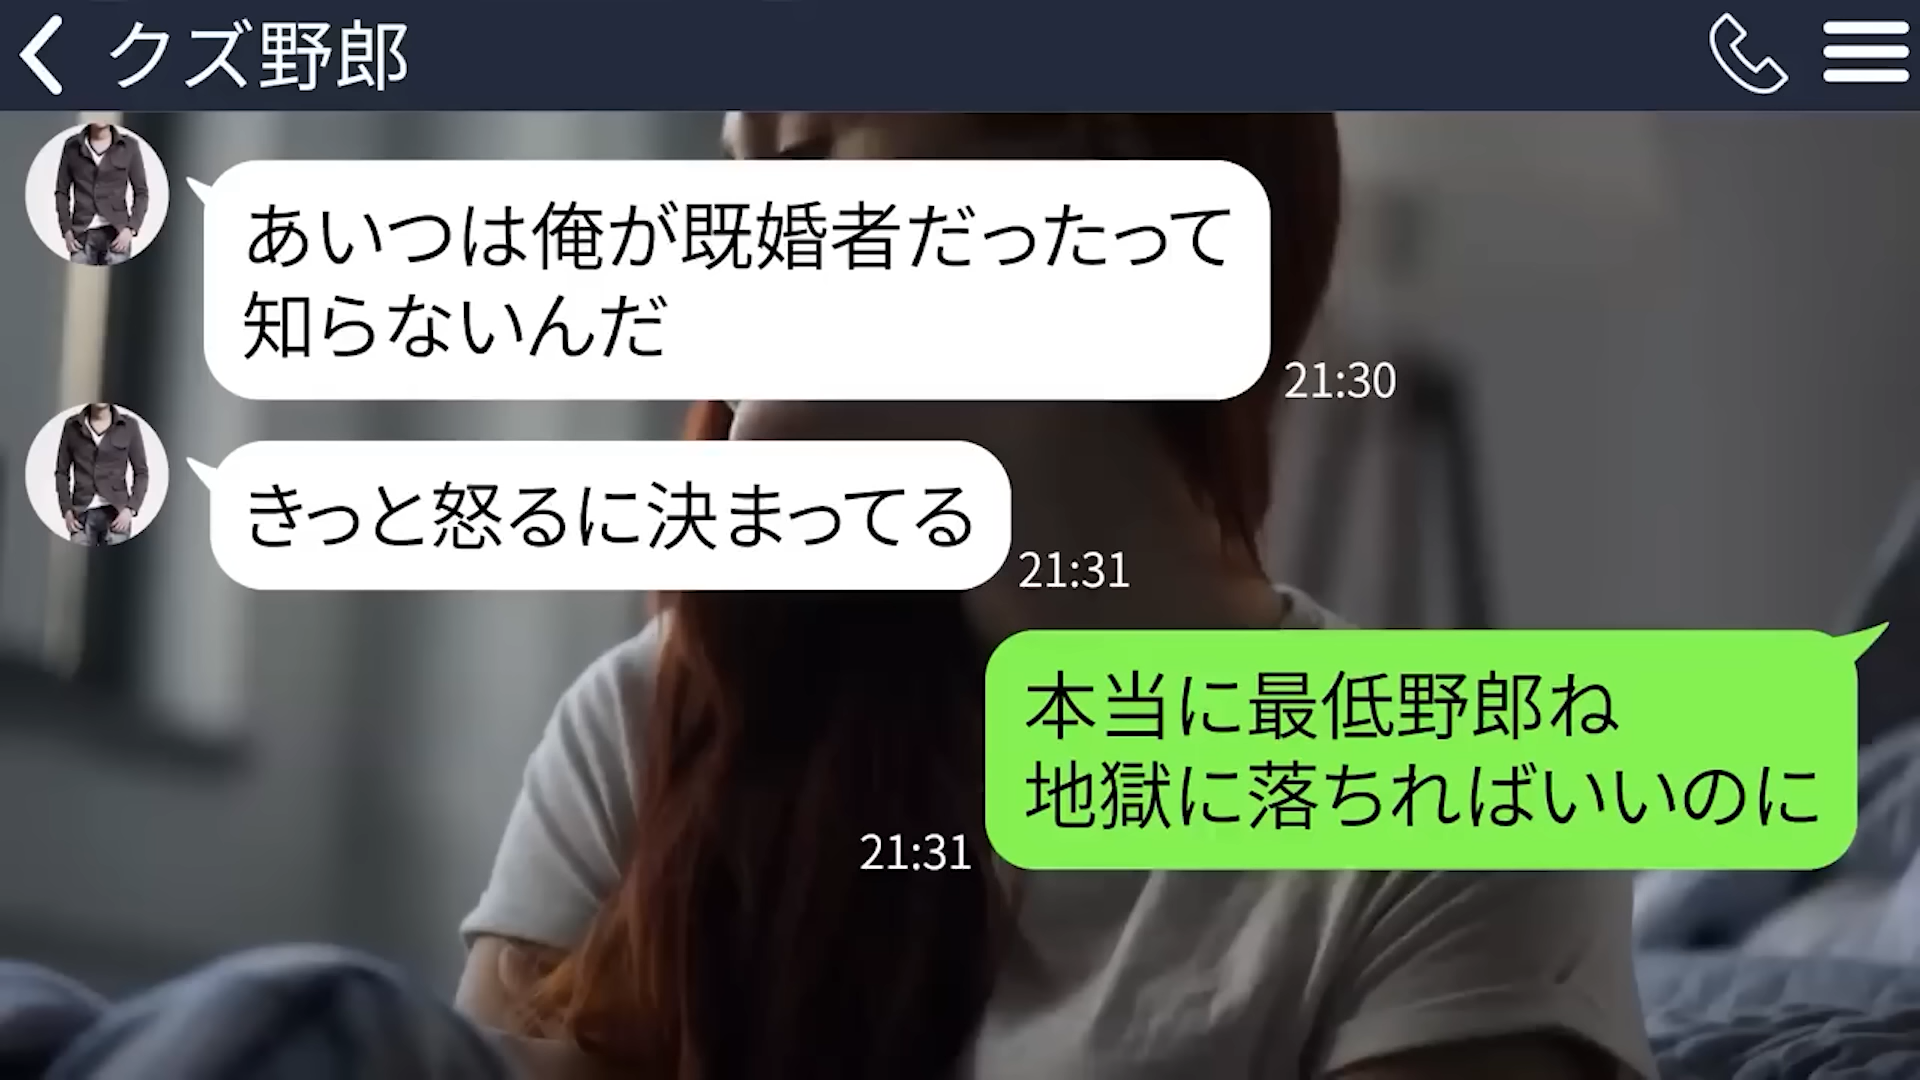 クズ野郎
あいつは俺が既婚者だったって
知らないんだ
21:30
きっと怒るに決まってる
21:31
本当に最低野郎ね
地獄に落ちればいいのに
21:31